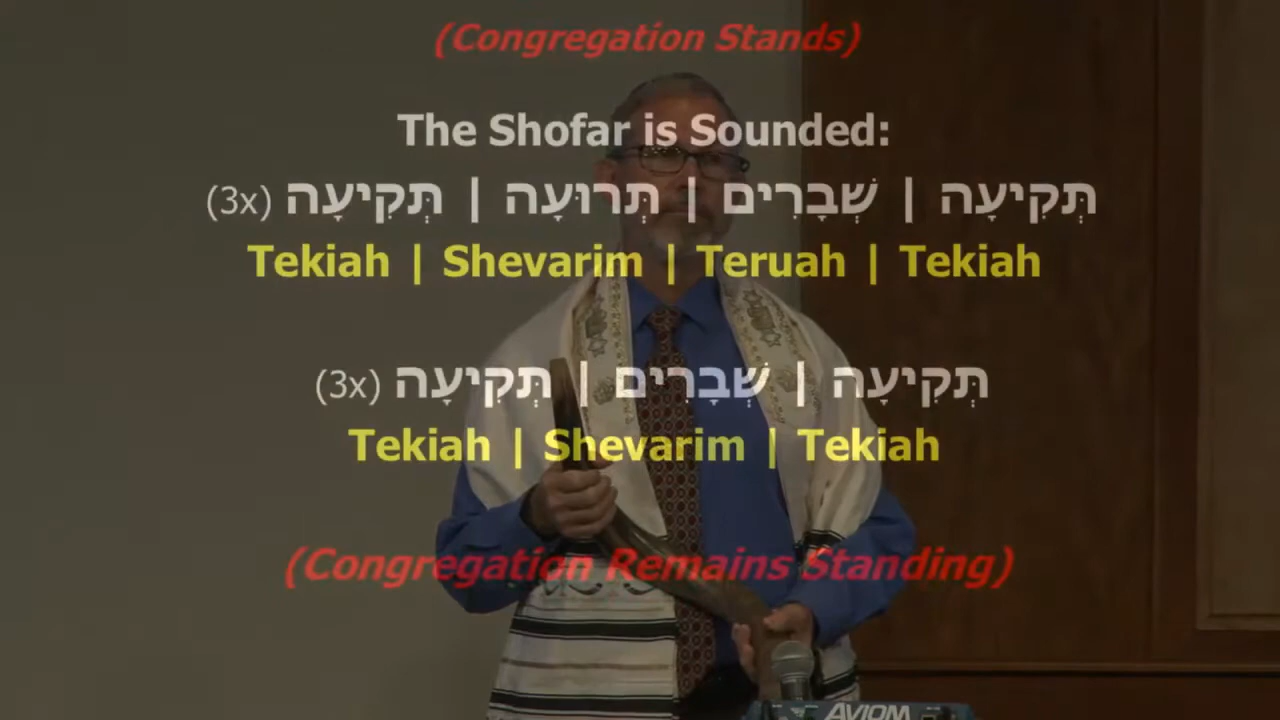 (Congregation Stands)
The Shofar is Sounded:
תְּקִיעָה | שְׁבָרִים | תְּרוּעָה | תְּקִיעָה (3x)
Tekiah | Shevarim | Teruah | Tekiah
תְּקִיעָה | שְׁבָרִים | תְּקִיעָה (3x)
Tekiah | Shevarim | Tekiah
(Congregation Remains Standing)
AVIOM